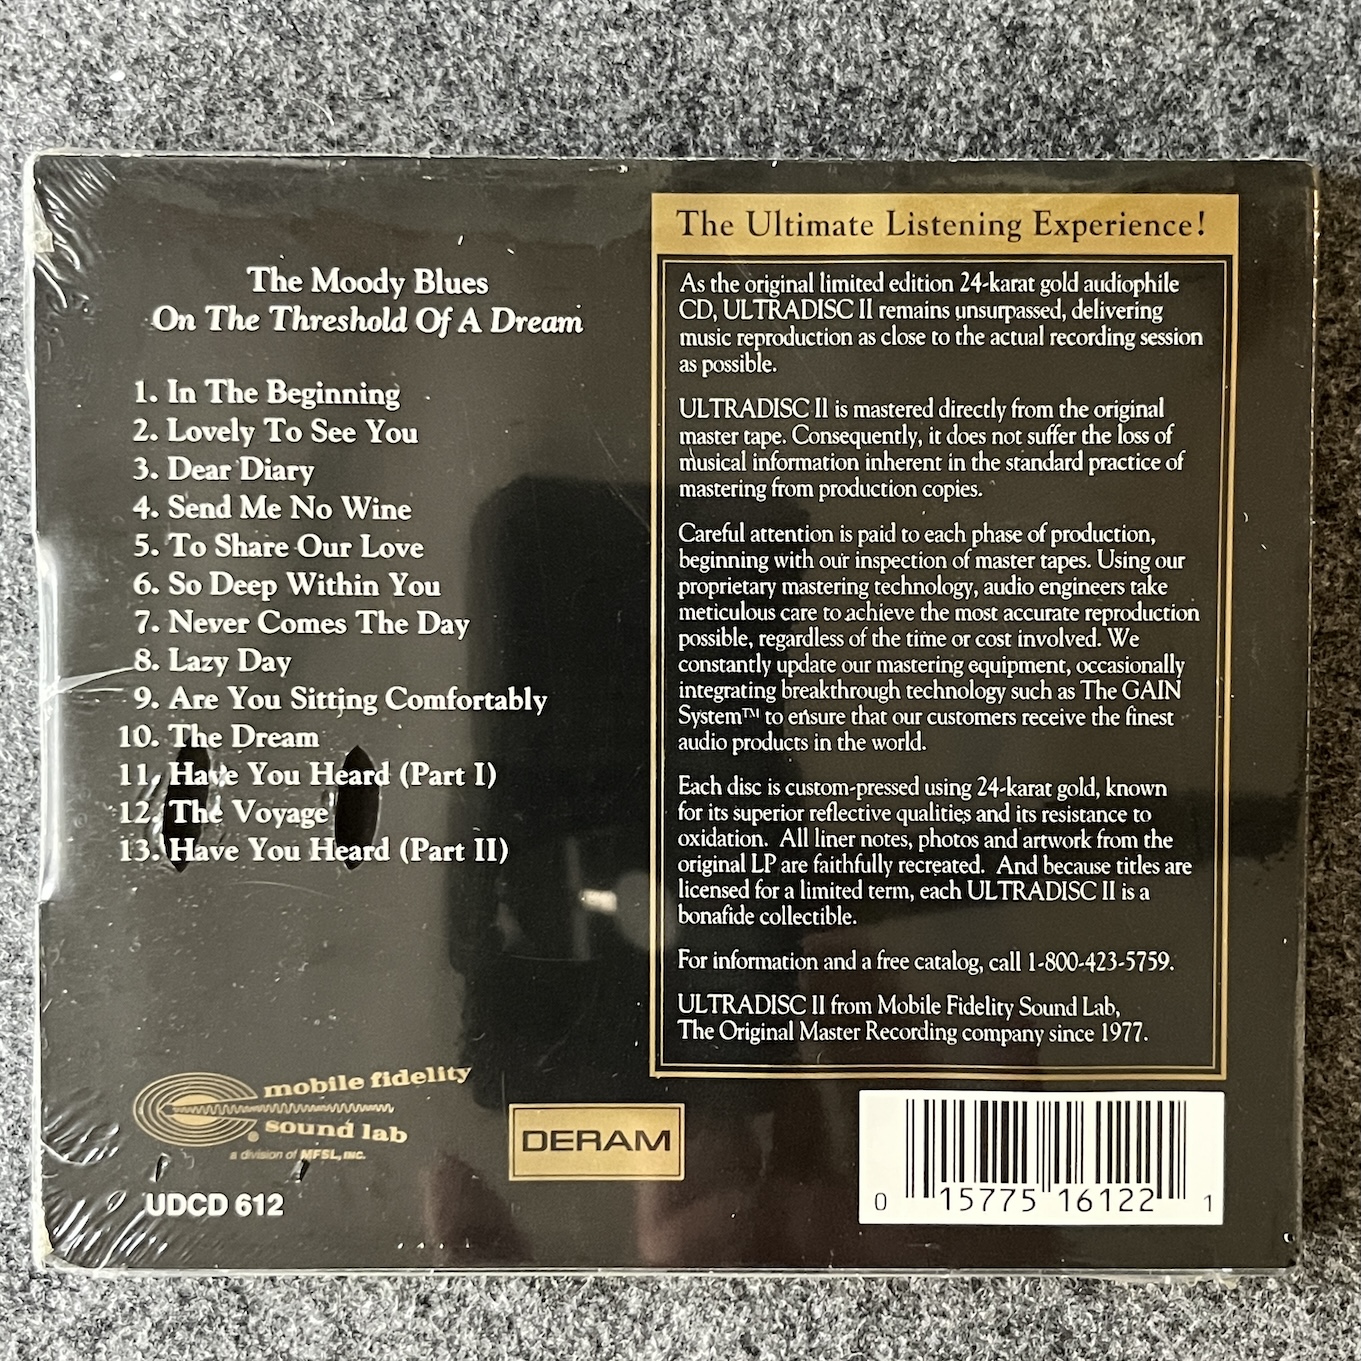 The Moody Blues
On The Threshold Of A Dream
1. In The Beginning
2. Lovely To See You
3. Dear Diary
4. Send Me No Wine
5. To Share Our Love
6. So Deep Within You
7. Never Comes The Day
8. Lazy Day
9. Are You Sitting Comfortably
10. The Dream
11. Have You Heard (Part I)
12. The Voyage
13. Have You Heard (Part II)
The Ultimate Listening Experience!
As the original limited edition 24-karat gold audiophile
CD, ULTRADISC II remains unsurpassed, delivering
music reproduction as close to the actual recording session
as possible.
ULTRADISC II is mastered directly from the original
master tape. Consequently, it does not suffer the loss of
musical information inherent in the standard practice of
mastering from production copies.
Careful attention is paid to each phase of production,
beginning with our inspection of master tapes. Using our
proprietary mastering technology, audio engineers take
meticulous care to achieve the most accurate reproduction
possible, regardless of the time or cost involved. We
constantly update our mastering equipment, occasionally
integrating breakthrough technology such as The GAIN
System™ to ensure that our customers receive the finest
audio products in the world.
Each disc is custom-pressed using 24-karat gold, known
for its superior reflective qualities and its resistance to
oxidation. All liner notes, photos and artwork from the
original LP are faithfully recreated. And because titles are
licensed for a limited term, each ULTRADISC II is a
bonafide collectible.
For information and a free catalog, call 1-800-423-5759.
ULTRADISC II from Mobile Fidelity Sound Lab,
The Original Master Recording company since 1977.
mobile fidelity
sound lab
®
a division of MFSL, INC.
UDCD 612
DERAM
0 15775 16122 1